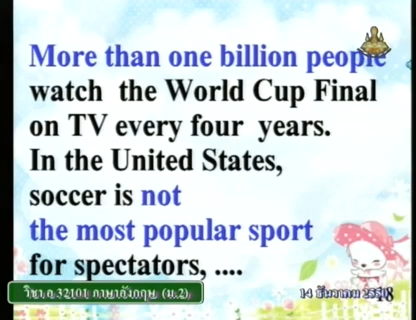 More than one billion people
watch the World Cup Final
on TV every four years.
In the United States,
soccer is not
the most popular sport
for spectators, ....
วิชา อ 32101 ภาษาอังกฤษ (ม.2)
14 ธันวาคม